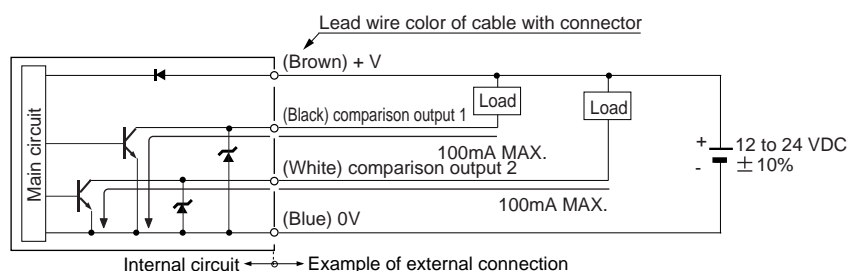 Lead wire color of cable with connector
(Brown) + V
Main circuit
(Black) comparison output 1
Load
Load
100mA MAX.
+ 12 to 24 VDC
- ±10%
(White) comparison output 2
100mA MAX.
(Blue) 0V
Internal circuit
Example of external connection